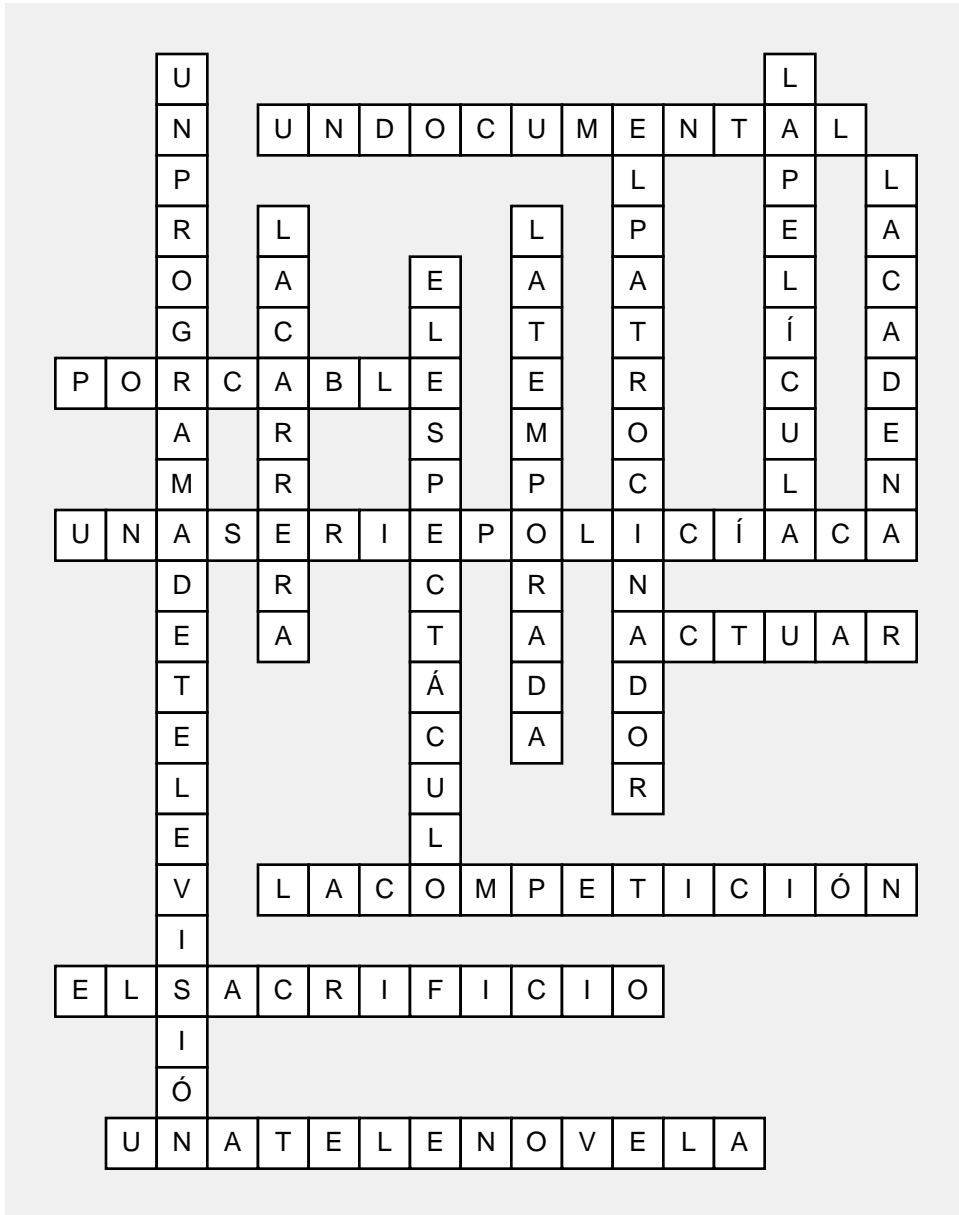 U L
N U N D O C U M E N T A L
P L P L
R L L P E A
O A E A A L C
G C L T T Í A
P O R C A B L E E R C D
A R S M O U E
M R P P C L N
U N A S E R I E P O L I C Í A C A
D R C R N
E A T A A C T U A R
T Á D D
E C A O
L U R
E L
V L A C O M P E T I C I Ó N
I
E L S A C R I F I C I O
I
Ó
U N A T E L E N O V E L A